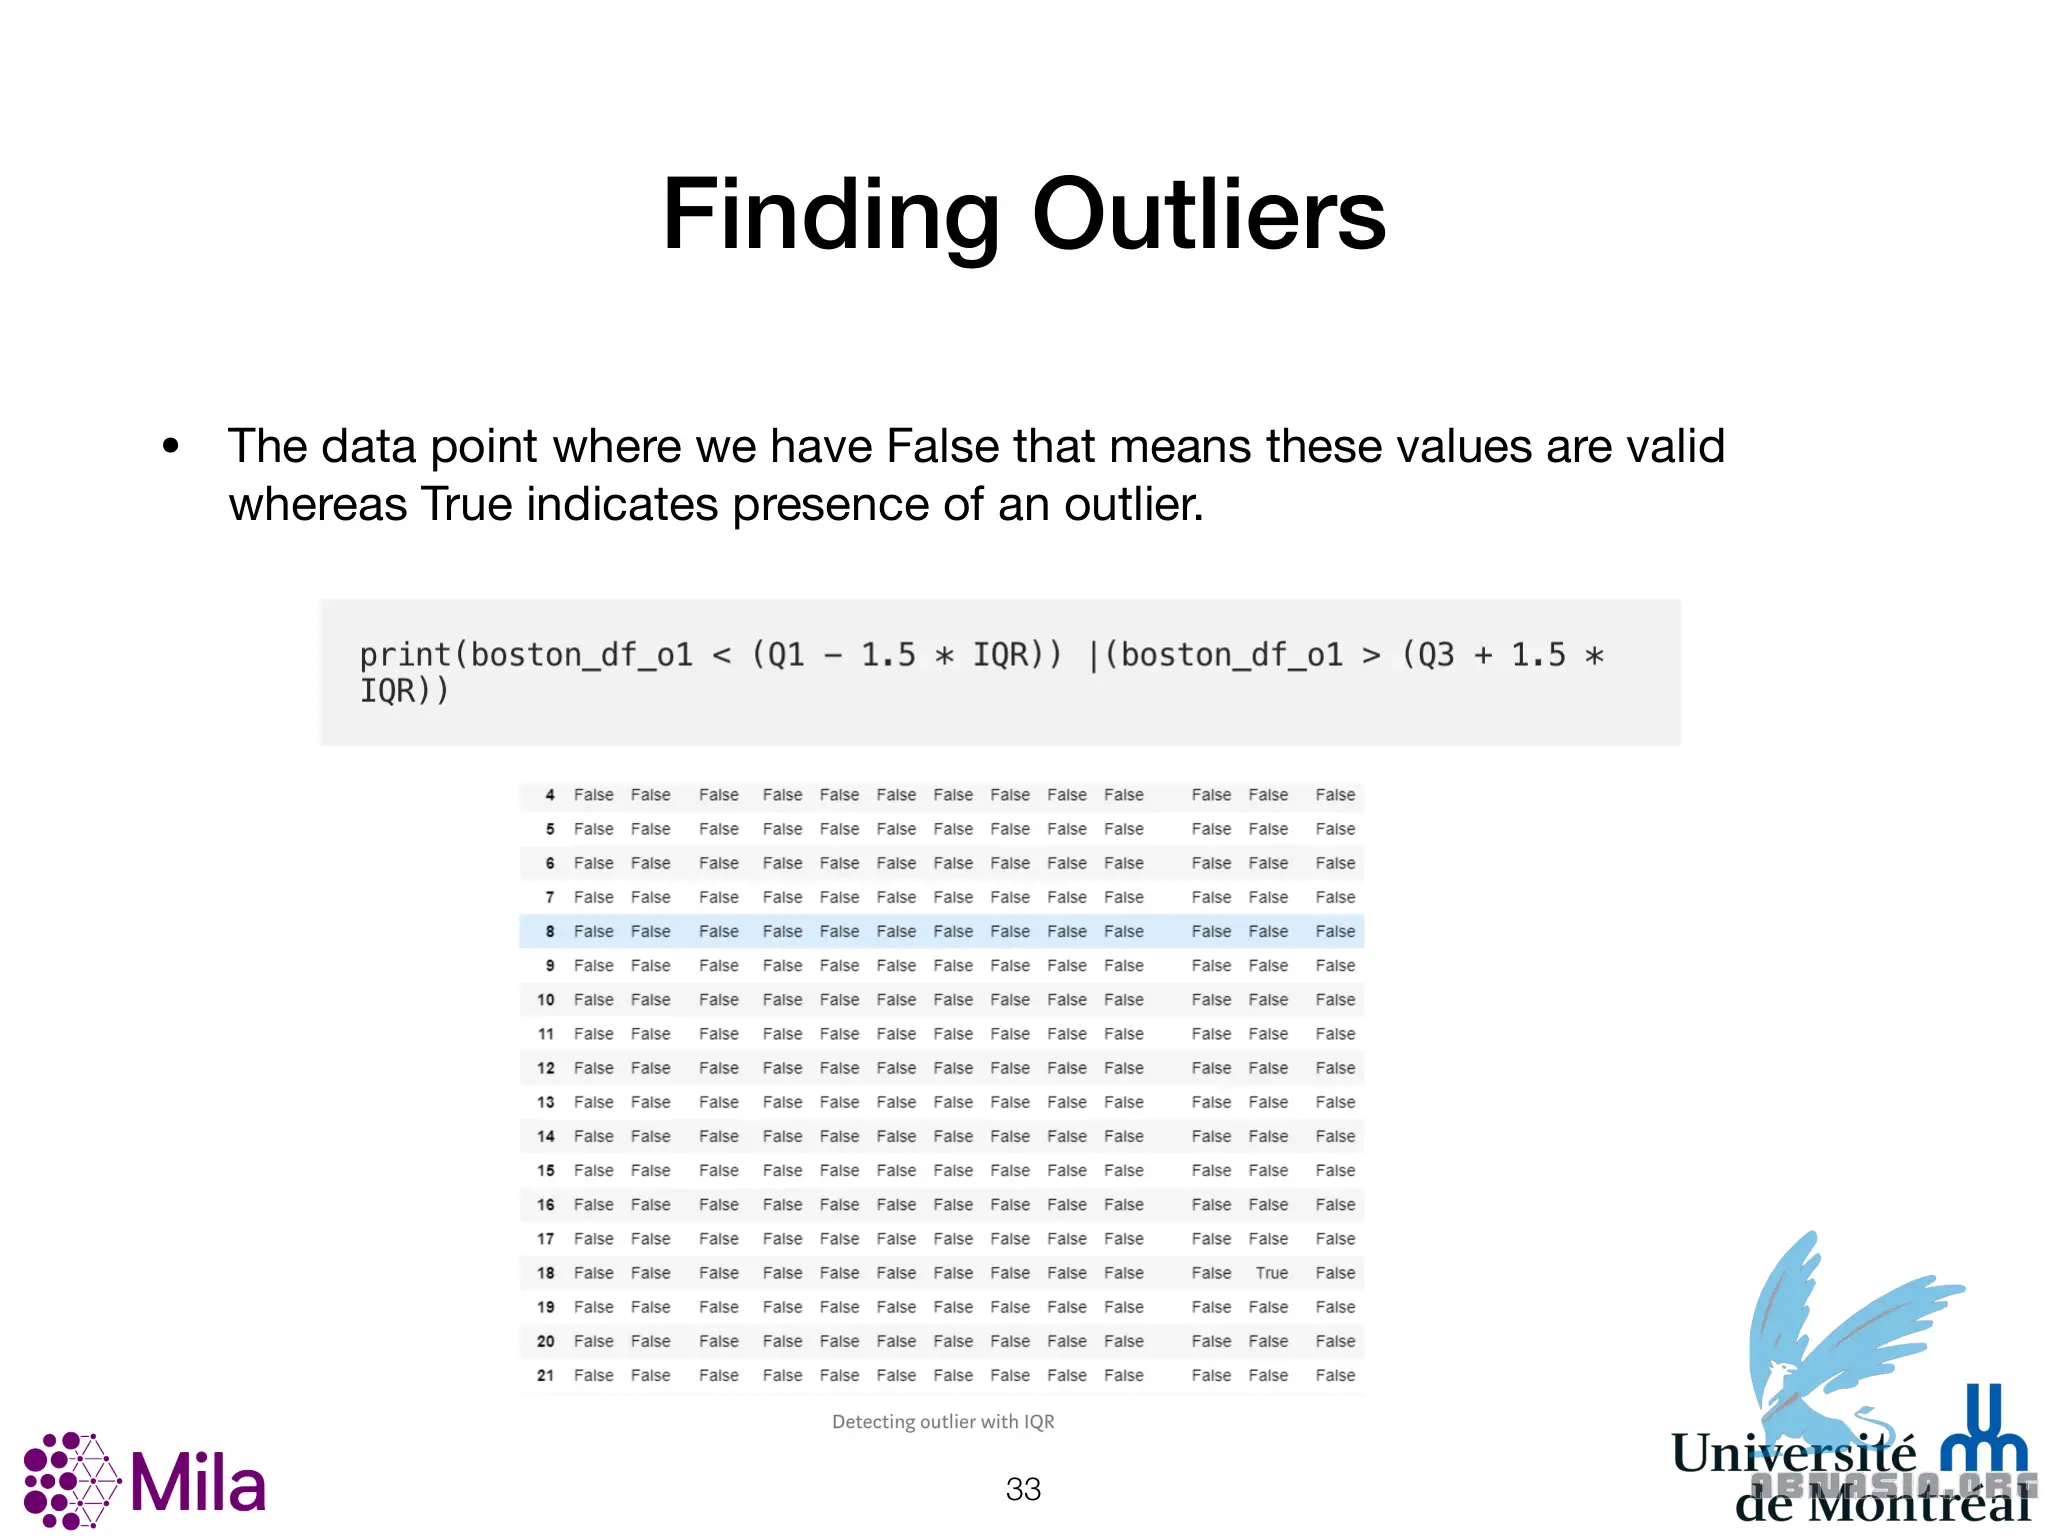 Finding Outliers
• The data point where we have False that means these values are valid
whereas True indicates presence of an outlier.
print(boston_df_o1 < (Q1 - 1.5 * IQR)) |(boston_df_o1 > (Q3 + 1.5 *
IQR))
4 False False False False False False False False False False False False False
5 False False False False False False False False False False False False False
6 False False False False False False False False False False False False False
7 False False False False False False False False False False False False False
8 False False False False False False False False False False False False False
9 False False False False False False False False False False False False False
10 False False False False False False False False False False False False False
11 False False False False False False False False False False False False False
12 False False False False False False False False False False False False False
13 False False False False False False False False False False False False False
14 False False False False False False False False False False False False False
15 False False False False False False False False False False False False False
16 False False False False False False False False False False False False False
17 False False False False False False False False False False False False False
18 False False False False False False False False False False False True False
19 False False False False False False False False False False False False False
20 False False False False False False False False False False False False False
21 False False False False False False False False False False False False False
Detecting outlier with IQR
Mila
33
Université
ABNASIA.ORG
de Montréal